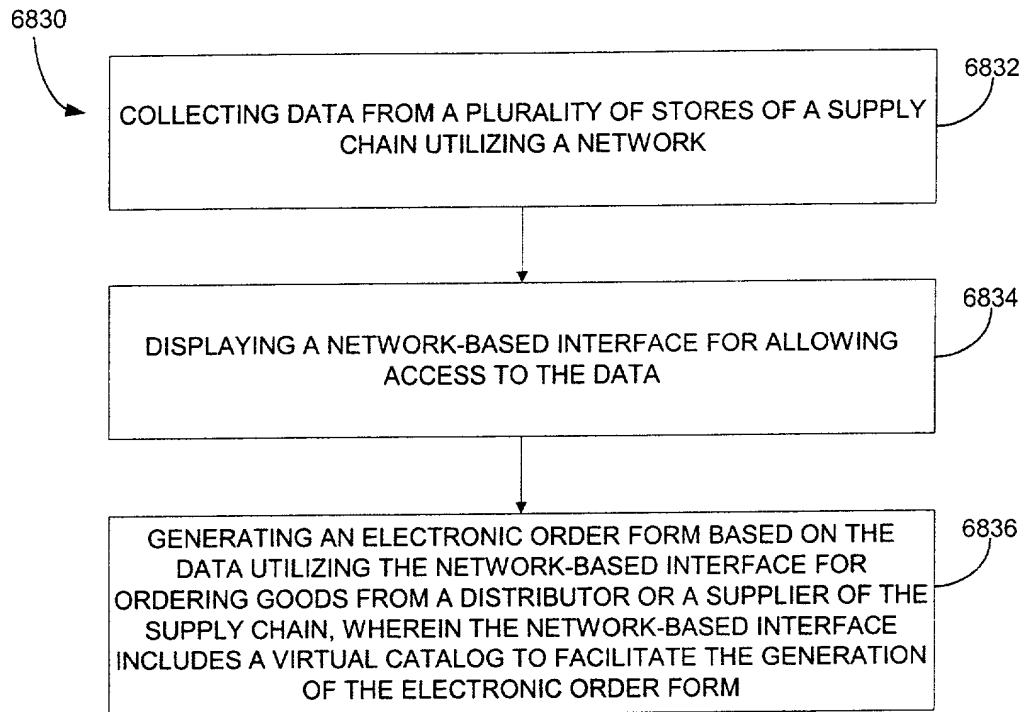 6830
6832
COLLECTING DATA FROM A PLURALITY OF STORES OF A SUPPLY
CHAIN UTILIZING A NETWORK
6834
DISPLAYING A NETWORK-BASED INTERFACE FOR ALLOWING
ACCESS TO THE DATA
6836
GENERATING AN ELECTRONIC ORDER FORM BASED ON THE
DATA UTILIZING THE NETWORK-BASED INTERFACE FOR
ORDERING GOODS FROM A DISTRIBUTOR OR A SUPPLIER OF THE
SUPPLY CHAIN, WHEREIN THE NETWORK-BASED INTERFACE
INCLUDES A VIRTUAL CATALOG TO FACILITATE THE GENERATION
OF THE ELECTRONIC ORDER FORM